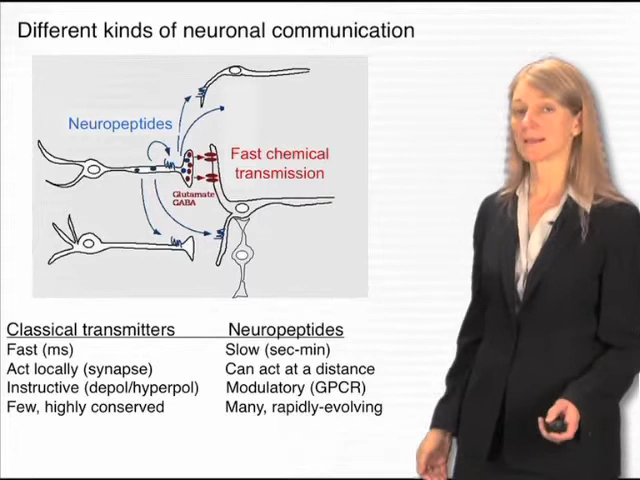 Different kinds of neuronal communication
Neuropeptides
Fast chemical
transmission
Glutamate
GABA
Classical transmitters
Fast (ms)
Act locally (synapse)
Instructive (depol/hyperpol)
Few, highly conserved
Neuropeptides
Slow (sec-min)
Can act at a distance
Modulatory (GPCR)
Many, rapidly-evolving